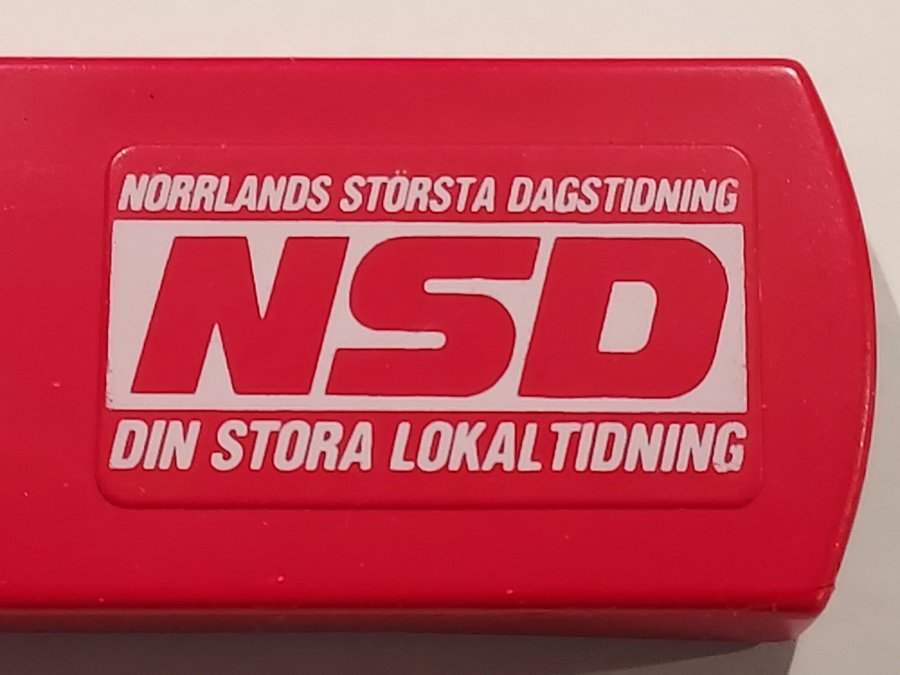 NORRLANDS STÖRSTA DAGSTIDNING
NSD
DIN STORA LOKALTIDNING